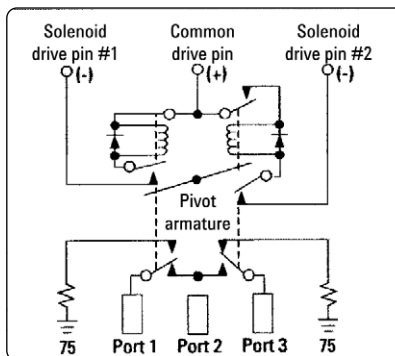 Solenoid Common Solenoid
drive pin #1 drive pin drive pin #2
(-) (+) (-)
Pivot
armature
75 Port 1 Port 2 Port 3 75